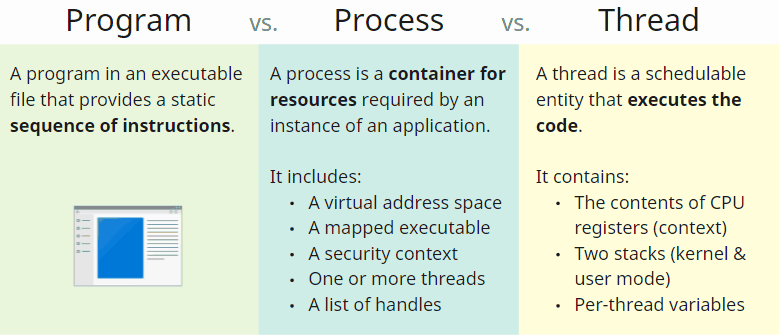 Program vs. Process vs. Thread
A program in an executable
file that provides a static
sequence of instructions.
A process is a container for
resources required by an
instance of an application.
It includes:
• A virtual address space
• A mapped executable
• A security context
• One or more threads
• A list of handles
A thread is a schedulable
entity that executes the
code.
It contains:
• The contents of CPU
registers (context)
• Two stacks (kernel &
user mode)
• Per-thread variables